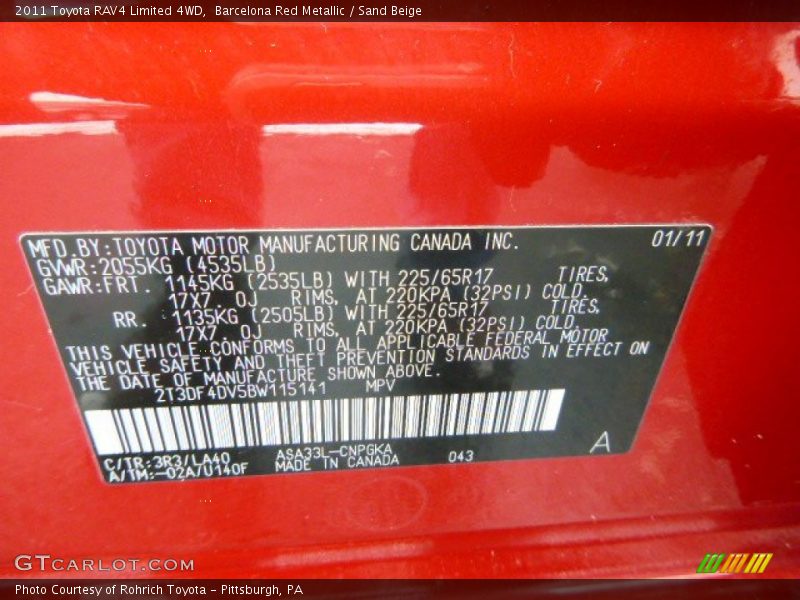 2011 Toyota RAV4 Limited 4WD,  Barcelona Red Metallic / Sand Beige
MFD.BY:TOYOTA MOTOR MANUFACTURING CANADA INC. 01/11
GVWR:2055KG (4535LB)
GAWR:FRT. 1145KG (2535LB) WITH 225/65R17 TIRES,
17X7 OJ RIMS, AT 220KPA (32PSI) COLD.
RR. 1135KG (2505LB) WITH 225/65R17 TIRES,
17X7 OJ RIMS, AT 220KPA (32PSI) COLD.
THIS VEHICLE CONFORMS TO ALL APPLICABLE FEDERAL MOTOR
VEHICLE SAFETY AND THEFT PREVENTION STANDARDS IN EFFECT ON
THE DATE OF MANUFACTURE SHOWN ABOVE.
2T3DF4DV5BW115141 MPV
C/TR:3R3/LA40 ASA33L-CNPGKA 043
A/TM:-02A/U140F MADE IN CANADA A
GTCARLOT.COM
Photo Courtesy of Rohrich Toyota - Pittsburgh, PA